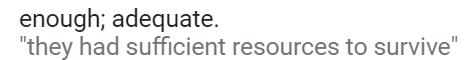 enough; adequate.
"they had sufficient resources to survive"